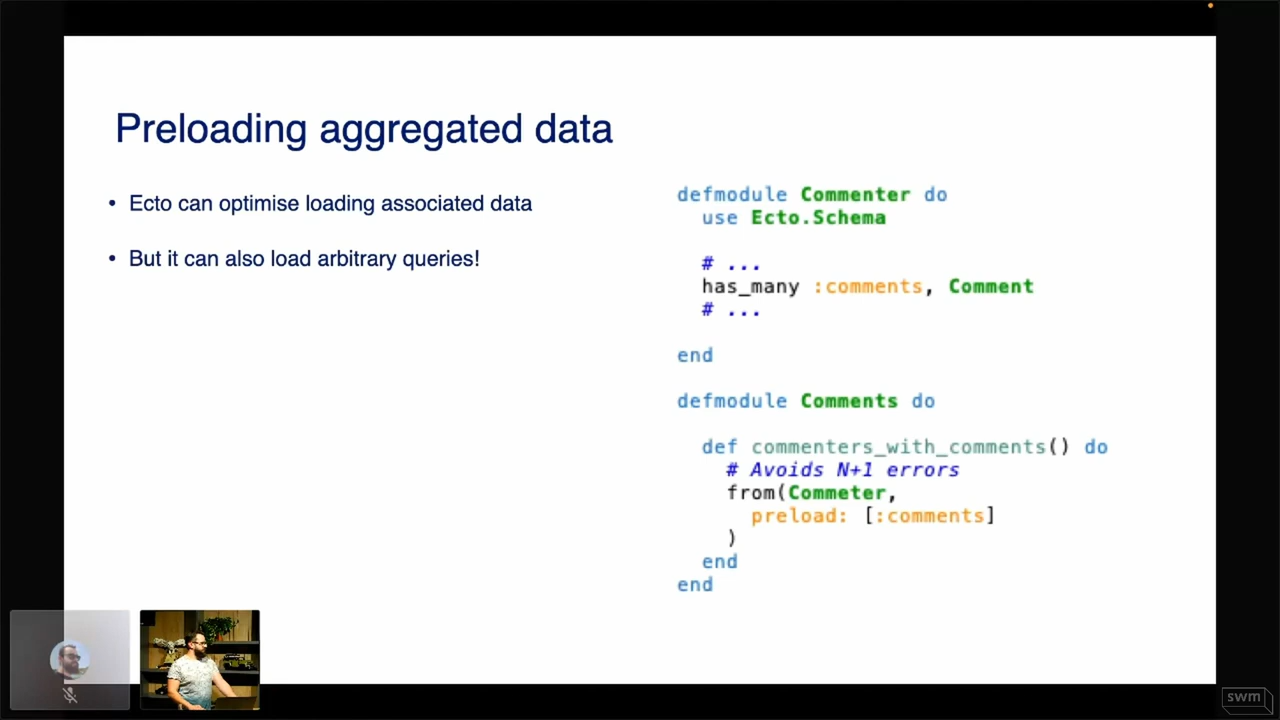 Preloading aggregated data
• Ecto can optimise loading associated data
• But it can also load arbitrary queries!
defmodule Commenter do
use Ecto.Schema
# ...
has_many :comments, Comment
# ...
end
defmodule Comments do
def commenters_with_comments() do
# Avoids N+1 errors
from(Commeter,
preload: [:comments]
)
end
end
swm